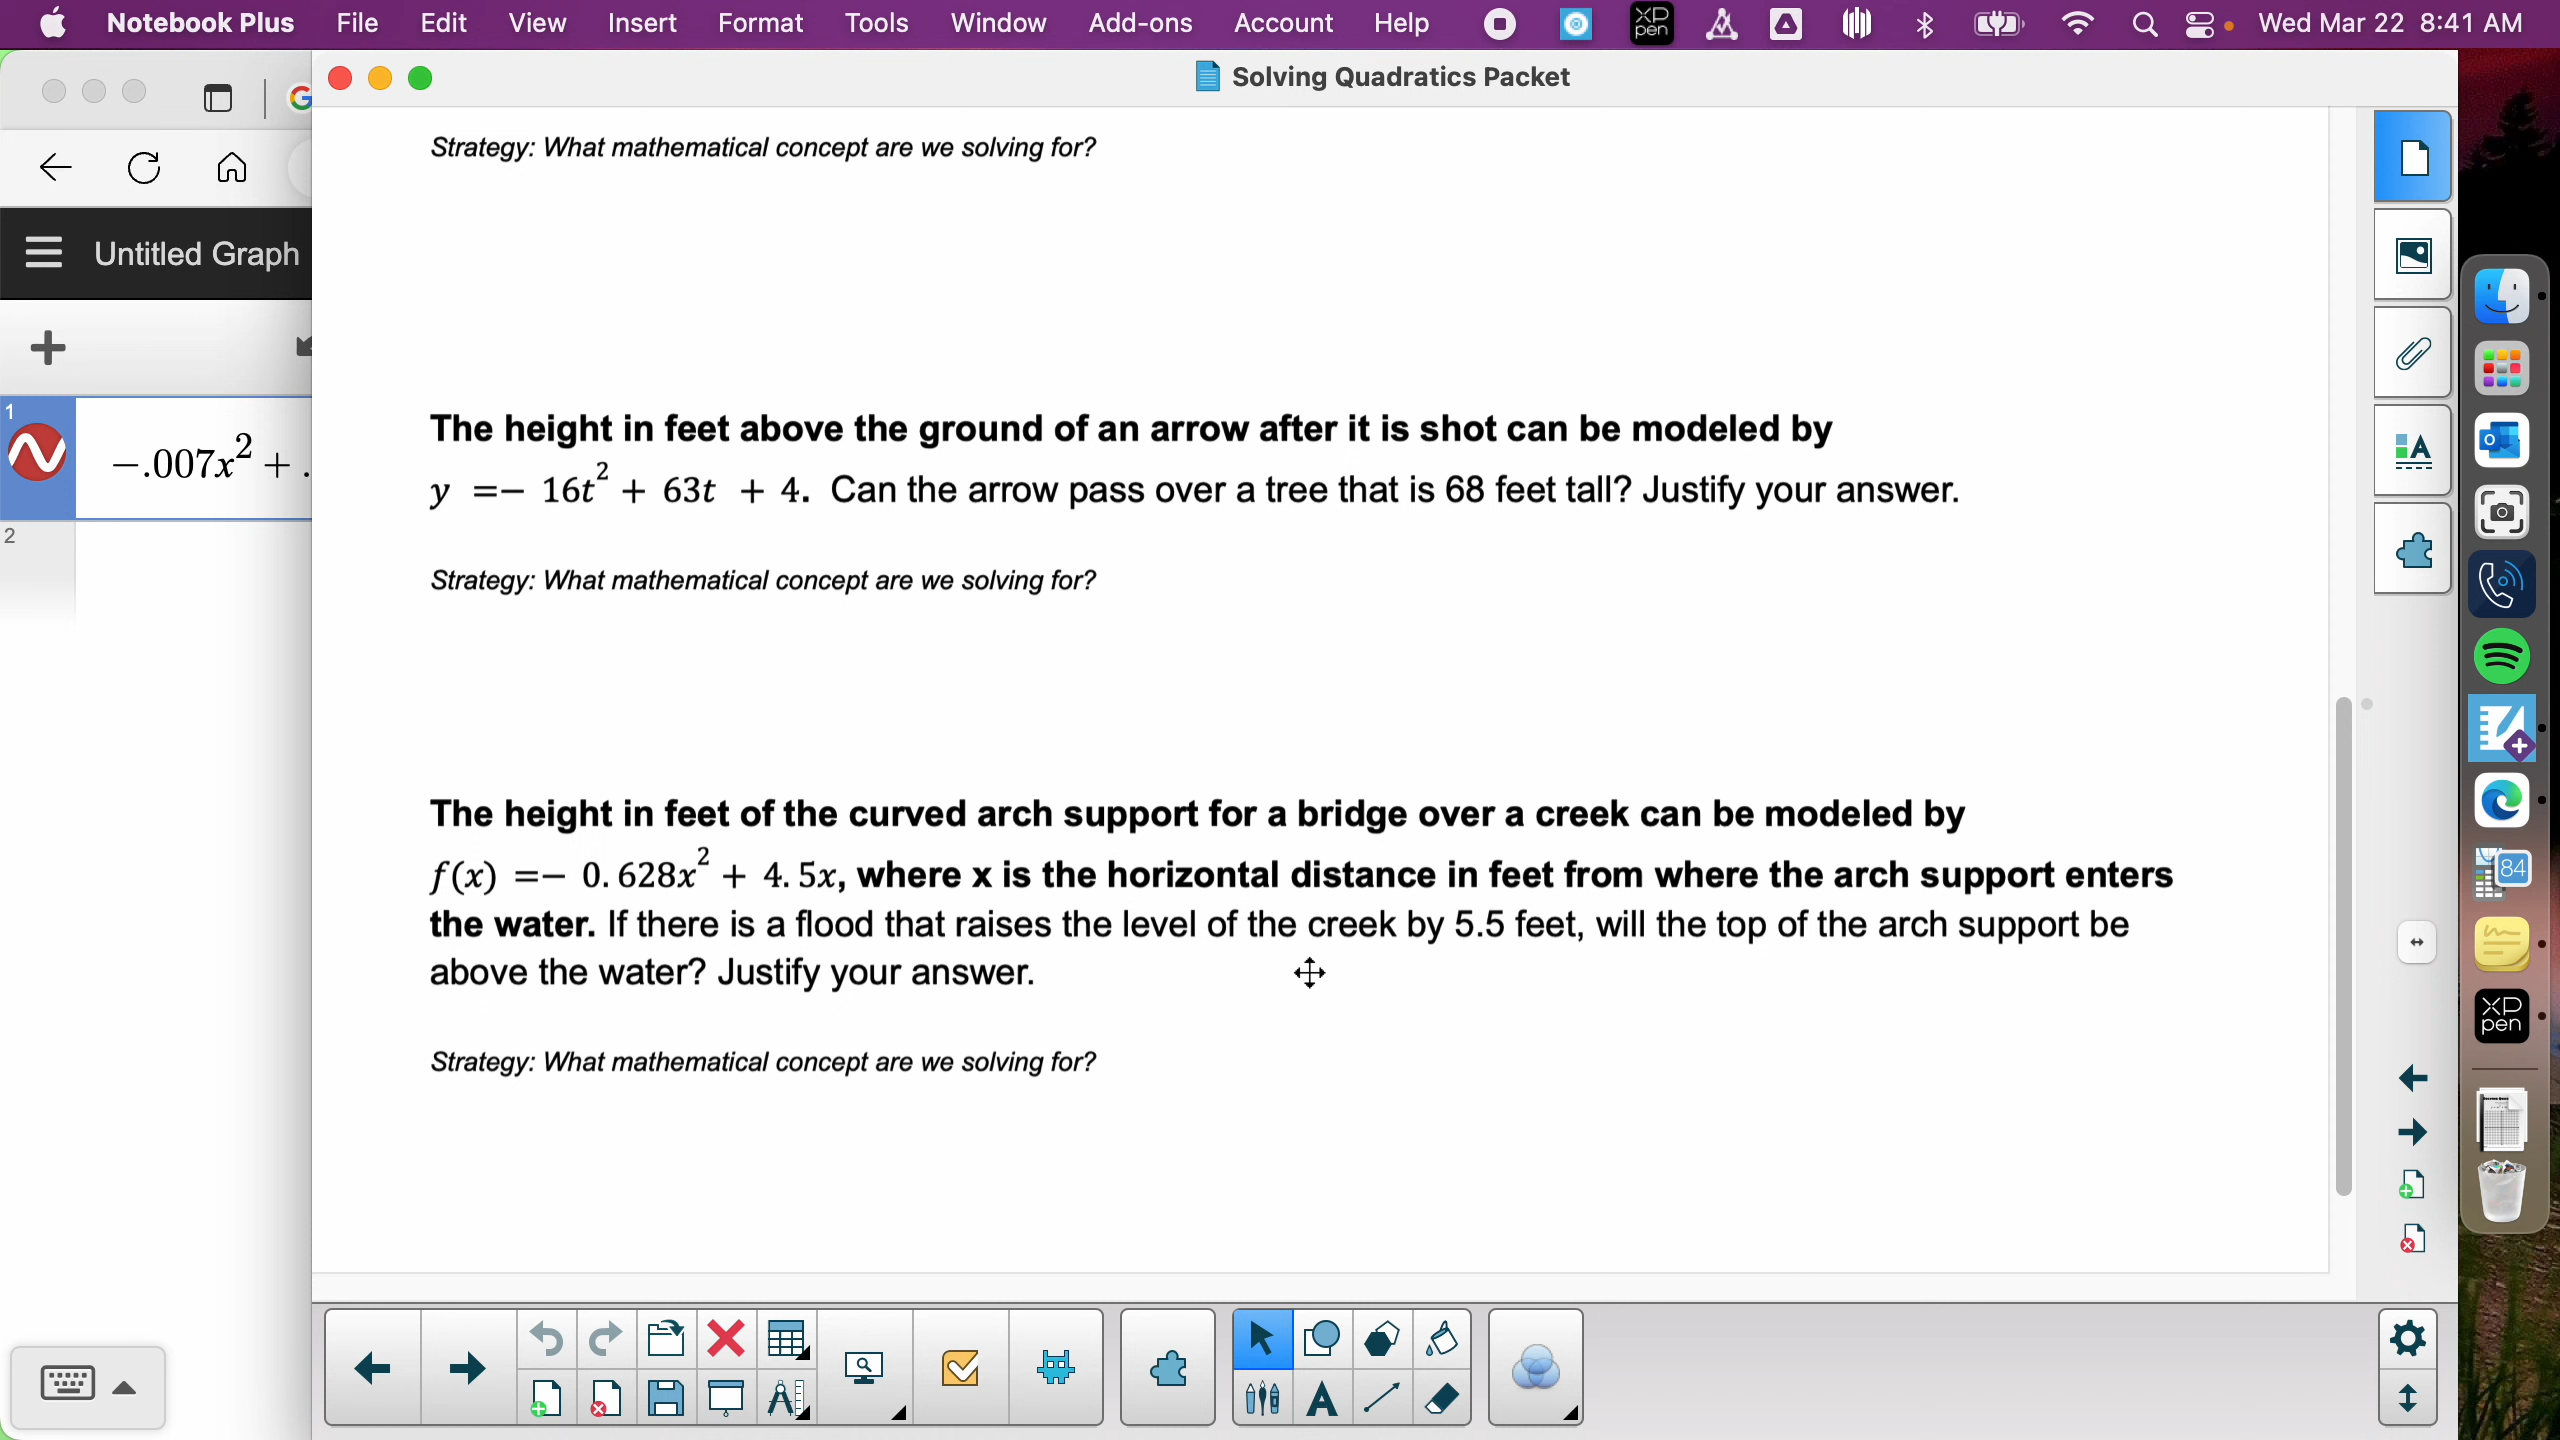 Notebook Plus File Edit View Insert Format Tools Window Add-ons Account Help XP pen Wed Mar 22 8:41 AM
Solving Quadratics Packet
Untitled Graph
1
−.007x² + .
2
Strategy: What mathematical concept are we solving for?
The height in feet above the ground of an arrow after it is shot can be modeled by
y =− 16t² + 63t + 4. Can the arrow pass over a tree that is 68 feet tall? Justify your answer.
Strategy: What mathematical concept are we solving for?
The height in feet of the curved arch support for a bridge over a creek can be modeled by
f(x) =− 0.628x² + 4.5x, where x is the horizontal distance in feet from where the arch support enters
the water. If there is a flood that raises the level of the creek by 5.5 feet, will the top of the arch support be
above the water? Justify your answer.
Strategy: What mathematical concept are we solving for?
A
84
XP
pen
A